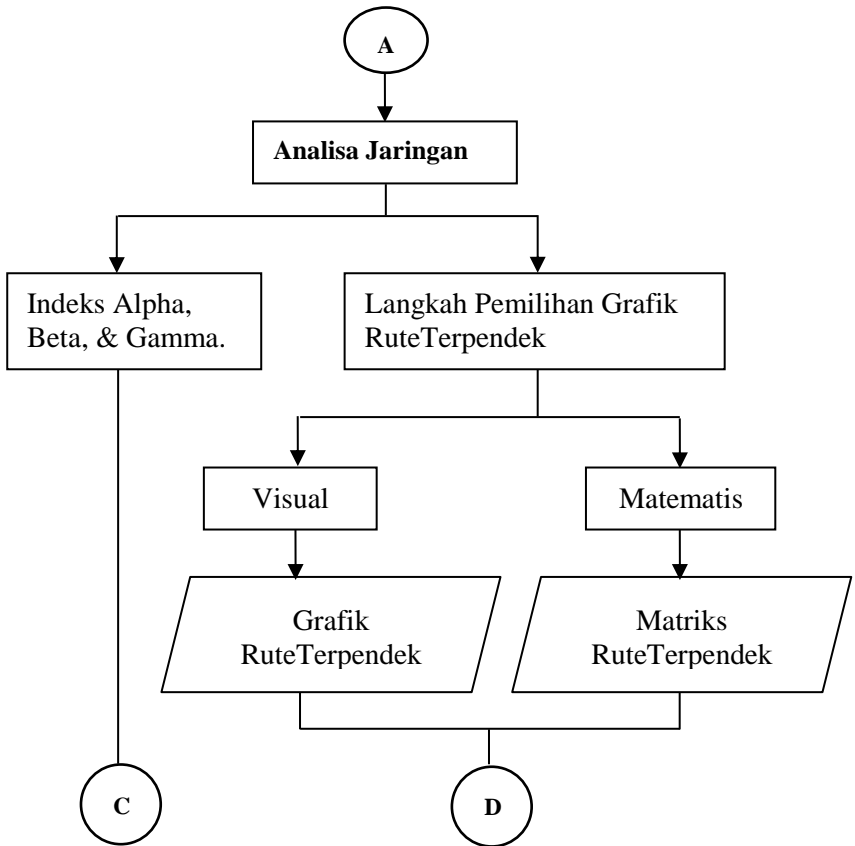 A
Analisa Jaringan
Indeks Alpha,
Beta, & Gamma.
Langkah Pemilihan Grafik
RuteTerpendek
Visual
Matematis
Grafik
RuteTerpendek
Matriks
RuteTerpendek
C
D